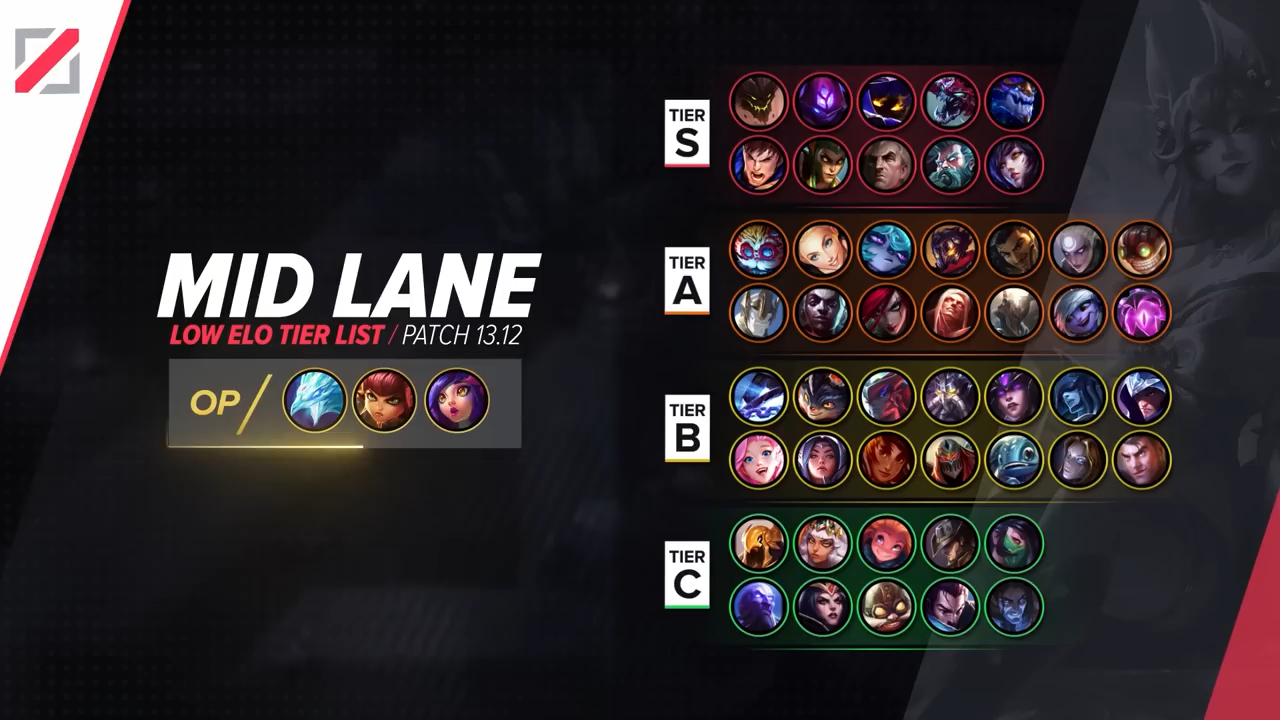 MID LANE
LOW ELO TIER LIST / PATCH 13.12
OP/
TIER
S
TIER
A
TIER
B
TIER
C